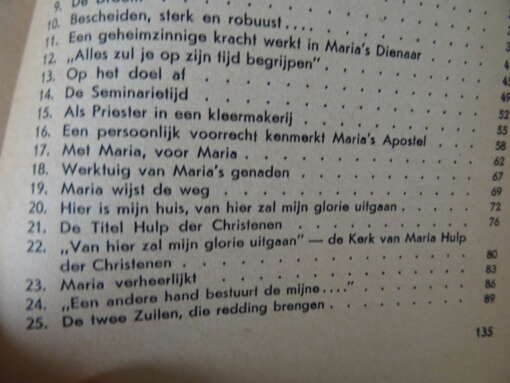 9. De Droom
10. Bescheiden, sterk en robuust....
11. Een geheimzinnige kracht werkt in Maria's Dienaar
12. „Alles zul je op zijn tijd begrijpen"
13. Op het doel af 45
14. De Seminarietijd 49
15. Als Priester in een kleermakerij 52
16. Een persoonlijk voorrecht kenmerkt Maria's Apostel 55
17. Met Maria, voor Maria 58
18. Werktuig van Maria's genaden 62
19. Maria wijst de weg 67
20. Hier is mijn huis, van hier zal mijn glorie uitgaan 69
21. De Titel Hulp der Christenen 72
22. „Van hier zal mijn glorie uitgaan" — de Kerk van Maria Hulp 76
der Christenen
23. Maria verheerlijkt 80
24. „Een andere hand bestuurt de mijne...." 83
25. De twee Zuilen, die redding brengen 86
89
135